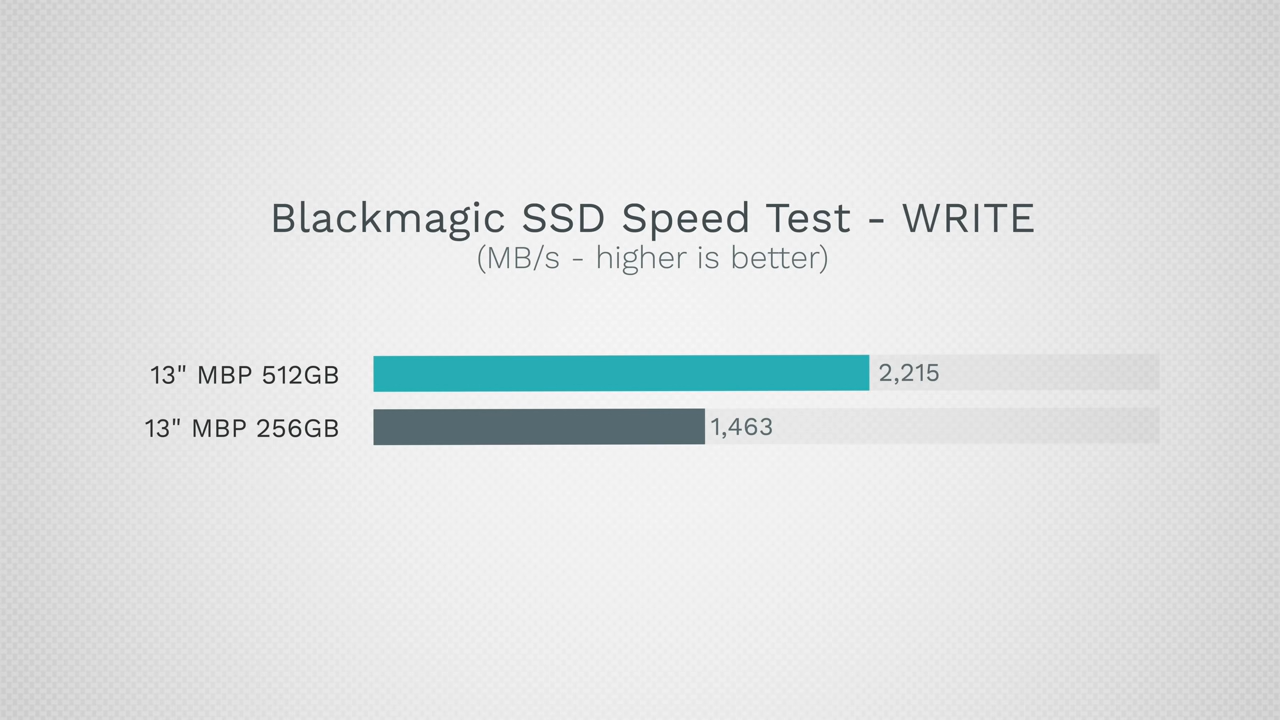 Blackmagic SSD Speed Test - WRITE
(MB/s - higher is better)
13" MBP 512GB 2,215
13" MBP 256GB 1,463